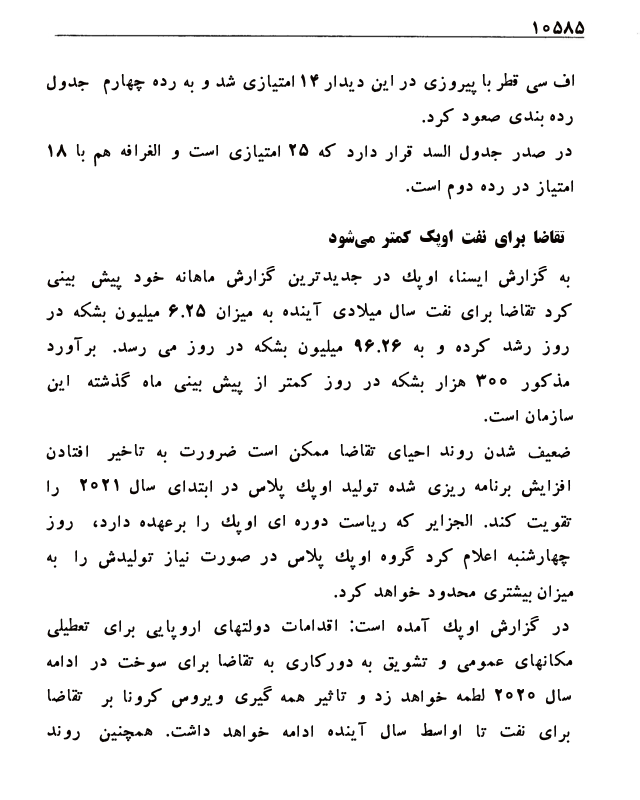 ۱۰۵۸۵
اف سی قطر با پیروزی در این دیدار ۱۴ امتیازی شد و به رده چهارم جدول
رده بندی صعود کرد.
در صدر جدول السد قرار دارد که ۲۵ امتیازی است و الغرافه هم با ۱۸
امتیاز در رده دوم است.
تقاضا برای نفت اوپک کمتر می‌شود
به گزارش ایسنا، اوپك در جدیدترین گزارش ماهانه خود پیش بینی
کرد تقاضا برای نفت سال میلادی آینده به میزان ۶.۲۵ میلیون بشکه در
روز رشد کرده و به ۹۶.۲۶ میلیون بشکه در روز می رسد. برآورد
مذکور ۳۰۰ هزار بشکه در روز کمتر از پیش بینی ماه گذشته این
سازمان است.
ضعیف شدن روند احیای تقاضا ممکن است ضرورت به تاخیر افتادن
افزایش برنامه ریزی شده تولید اوپك پلاس در ابتدای سال ۲۰۲۱ را
تقویت کند. الجزایر که ریاست دوره ای اوپك را برعهده دارد، روز
چهارشنبه اعلام کرد گروه اوپك پلاس در صورت نیاز تولیدش را به
میزان بیشتری محدود خواهد کرد.
در گزارش اوپك آمده است: اقدامات دولتهای اروپایی برای تعطیلی
مکانهای عمومی و تشویق به دورکاری به تقاضا برای سوخت در ادامه
سال ۲۰۲۰ لطمه خواهد زد و تاثیر همه گیری ویروس کرونا بر تقاضا
برای نفت تا اواسط سال آینده ادامه خواهد داشت. همچنین روند